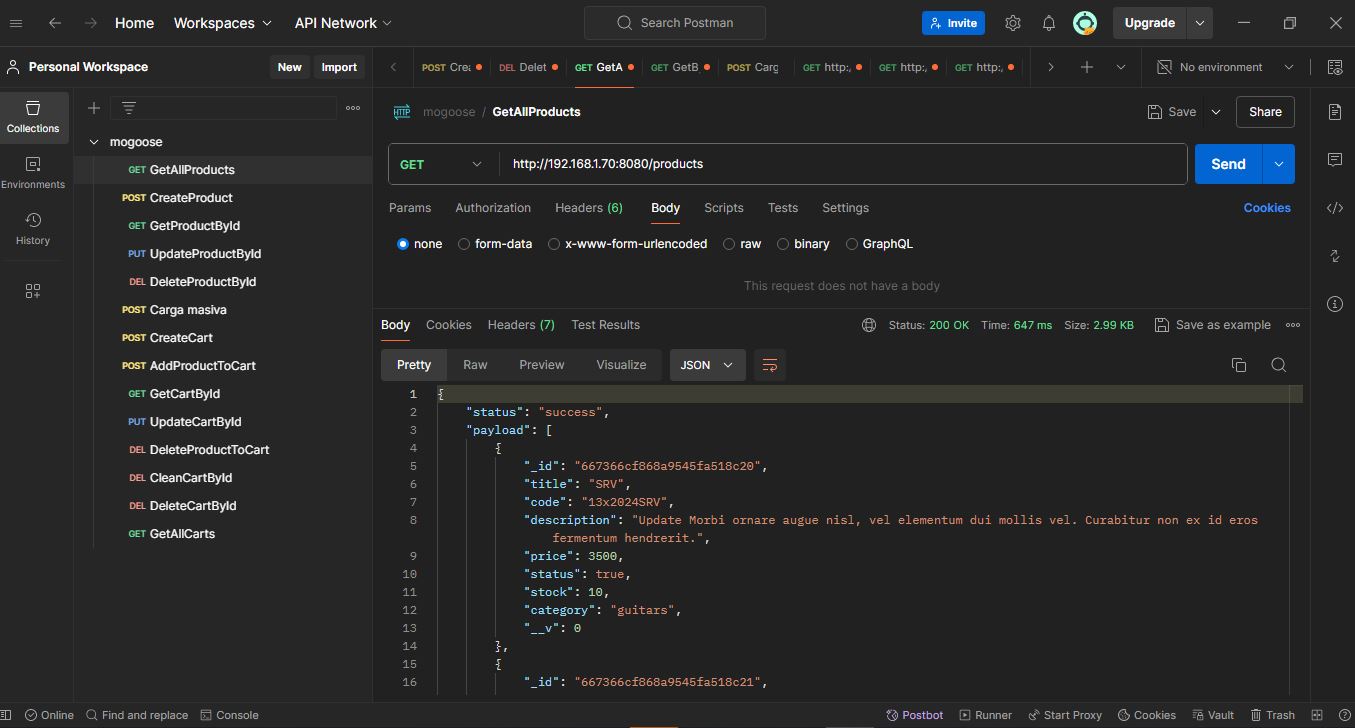 Home Workspaces API Network Search Postman Invite Upgrade
Personal Workspace New Import
POST Crea DEL Delet GET GetA GET GetB POST Carg GET http:, GET http:, GET http:, No environment
Collections
Environments
History
mogoose
GET GetAllProducts
POST CreateProduct
GET GetProductById
PUT UpdateProductById
DEL DeleteProductById
POST Carga masiva
POST CreateCart
POST AddProductToCart
GET GetCartById
PUT UpdateCartById
DEL DeleteProductToCart
DEL CleanCartById
DEL DeleteCartById
GET GetAllCarts
HTTP mogoose / GetAllProducts Save Share
GET http://192.168.1.70:8080/products Send
Params Authorization Headers (6) Body Scripts Tests Settings Cookies
none form-data x-www-form-urlencoded raw binary GraphQL
This request does not have a body
Body Cookies Headers (7) Test Results Status: 200 OK Time: 647 ms Size: 2.99 KB Save as example
Pretty Raw Preview Visualize JSON
1 {
2 "status": "success",
3 "payload": [
4 {
5 "_id": "667366cf868a9545fa518c20",
6 "title": "SRV",
7 "code": "13x2024SRV",
8 "description": "Update Morbi ornare augue nisl, vel elementum dui mollis vel. Curabitur non ex id eros
fermentum hendrerit.",
9 "price": 3500,
10 "status": true,
11 "stock": 10,
12 "category": "guitars",
13 "__v": 0
14 },
15 {
16 "_id": "667366cf868a9545fa518c21",
Online Find and replace Console Postbot Runner Start Proxy Cookies Vault Trash